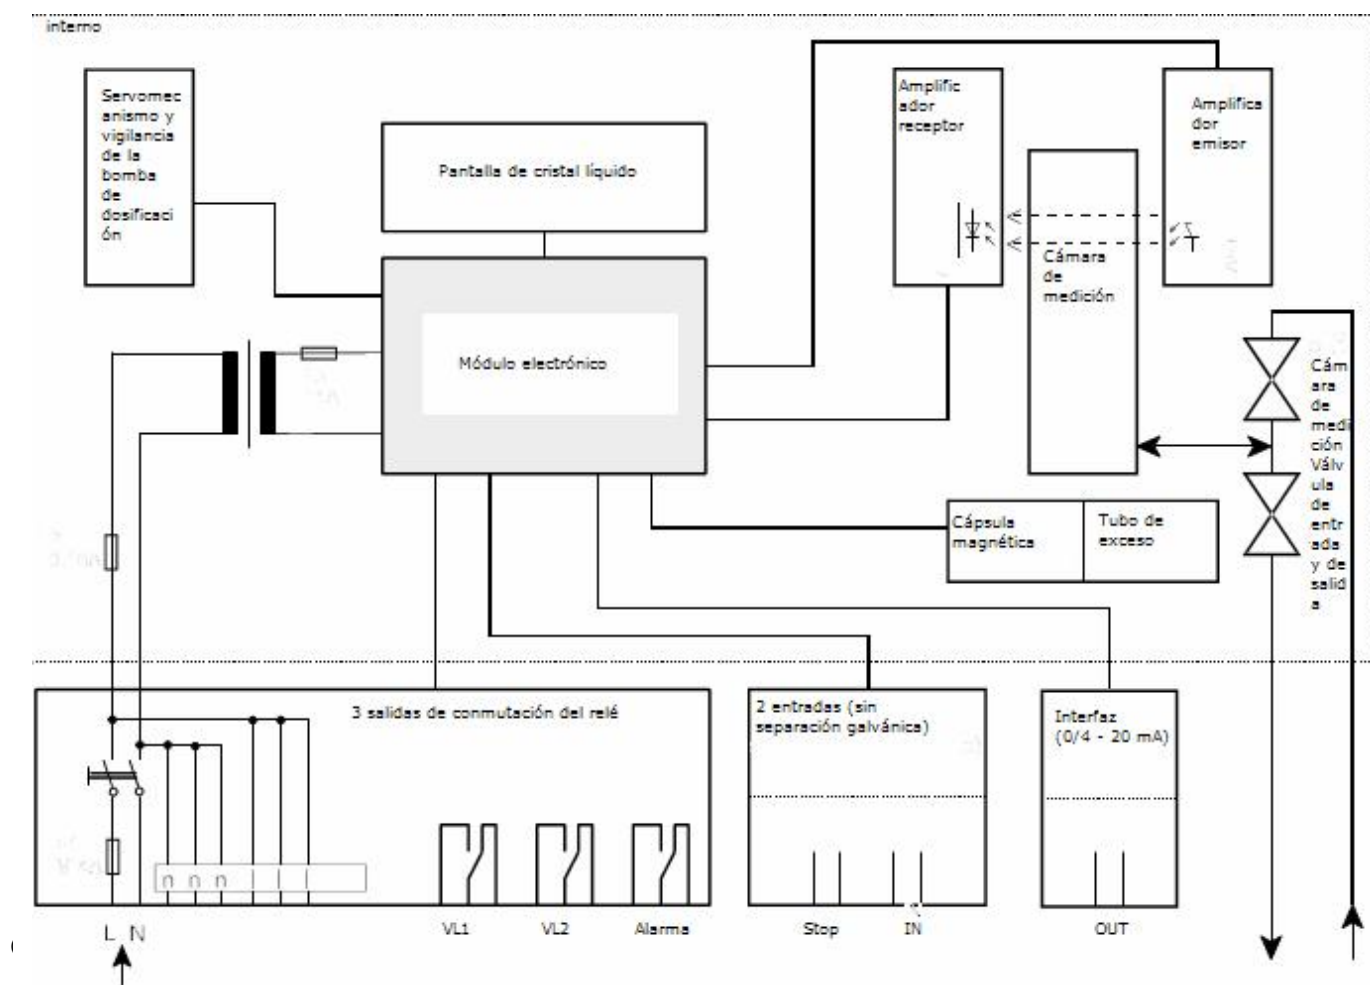 interno
Servomec
anismo y
vigilancia
de la
bomba
de
dosificaci
ón
Pantalla de cristal líquido
Amplific
ador
receptor
Amplifica
dor
emisor
Cámara
de
medición
Módulo electrónico
Cám
ara
de
medi
ción
Válv
ula
de
entr
ada
y de
salid
a
Cápsula
magnética
Tubo de
exceso
3 salidas de conmutación del relé
2 entradas (sin
separación galvánica)
Interfaz
(0/4 - 20 mA)
n n n l l l
L N
VL1
VL2
Alarma
Stop
IN
OUT